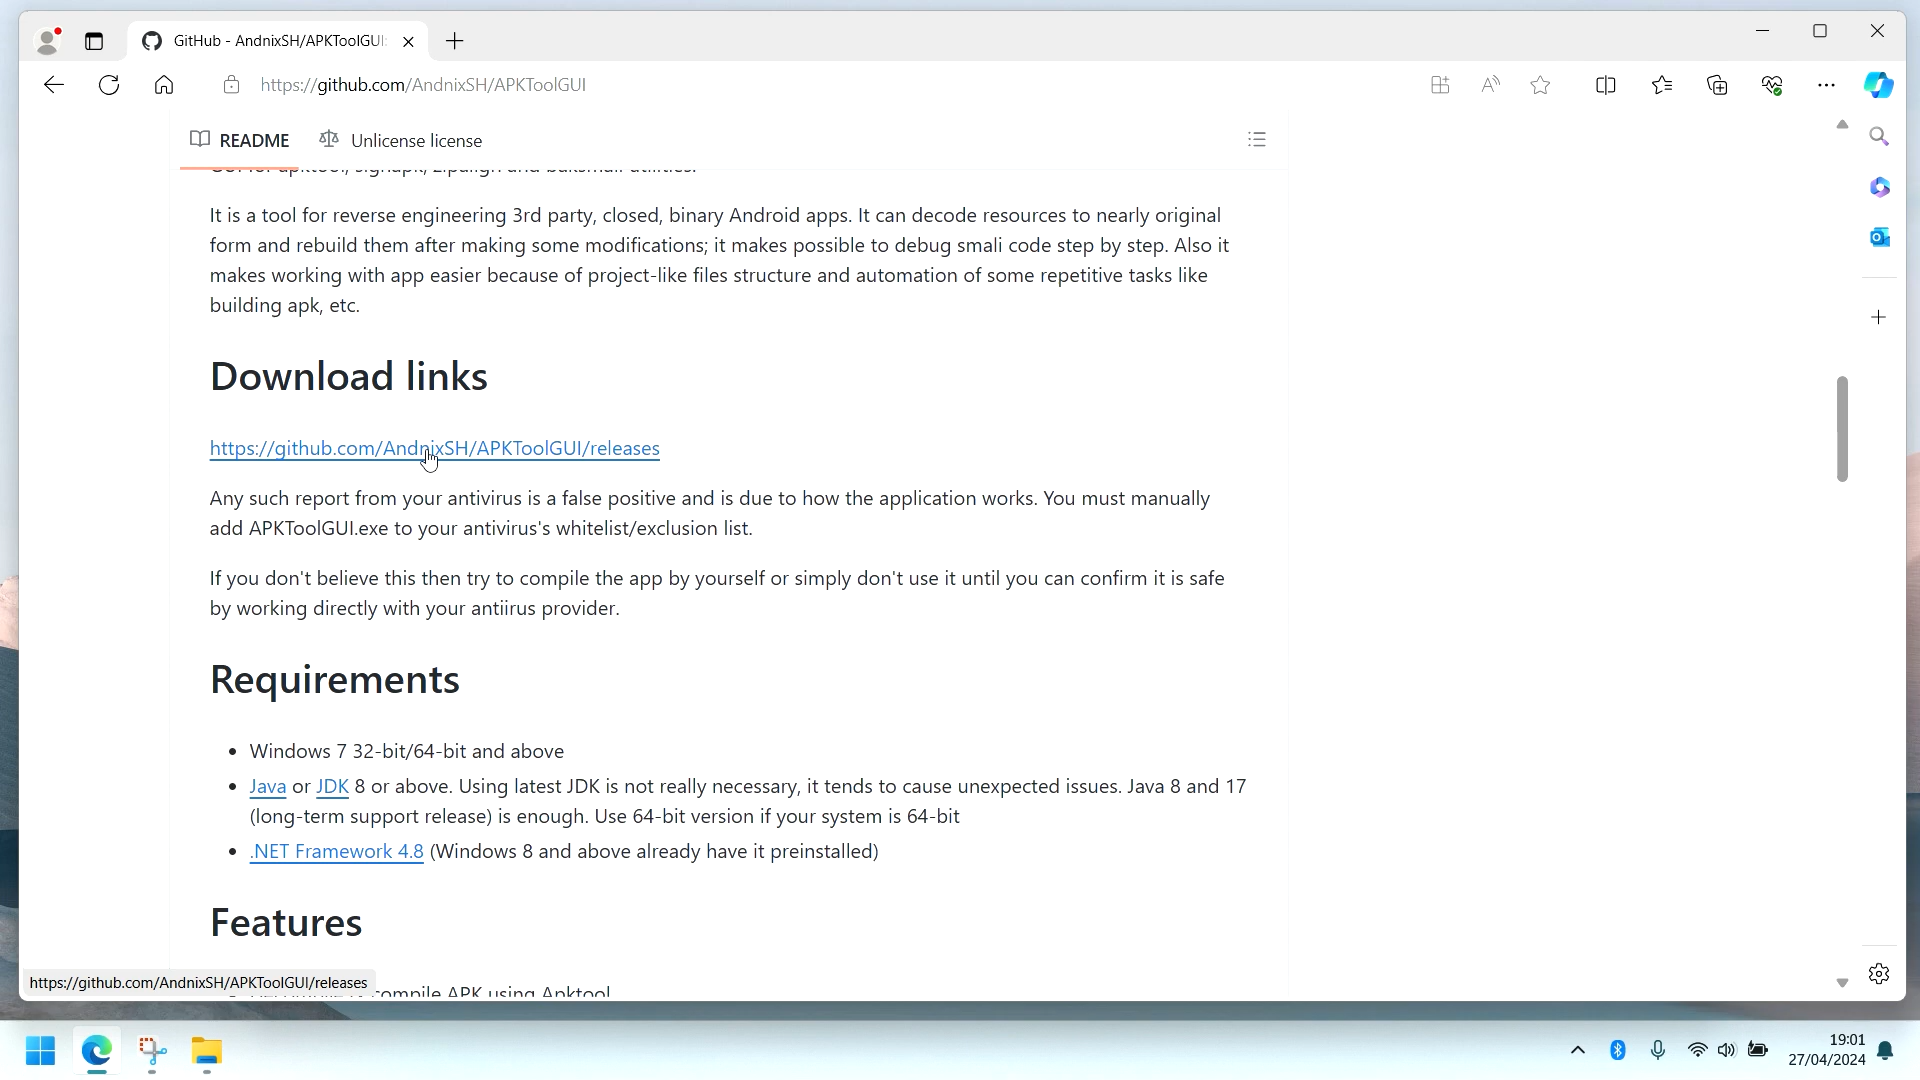 GitHub - AndnixSH/APKToolGUI:
https://github.com/AndnixSH/APKToolGUI
README
Unlicense license
It is a tool for reverse engineering 3rd party, closed, binary Android apps. It can decode resources to nearly original
form and rebuild them after making some modifications; it makes possible to debug smali code step by step. Also it
makes working with app easier because of project-like files structure and automation of some repetitive tasks like
building apk, etc.
Download links
https://github.com/AndnixSH/APKToolGUI/releases
Any such report from your antivirus is a false positive and is due to how the application works. You must manually
add APKToolGUI.exe to your antivirus's whitelist/exclusion list.
If you don't believe this then try to compile the app by yourself or simply don't use it until you can confirm it is safe
by working directly with your antiirus provider.
Requirements
Windows 7 32-bit/64-bit and above
Java or JDK 8 or above. Using latest JDK is not really necessary, it tends to cause unexpected issues. Java 8 and 17
(long-term support release) is enough. Use 64-bit version if your system is 64-bit
.NET Framework 4.8 (Windows 8 and above already have it preinstalled)
Features
compile APK using Apktool
https://github.com/AndnixSH/APKToolGUI/releases
19:01
27/04/2024